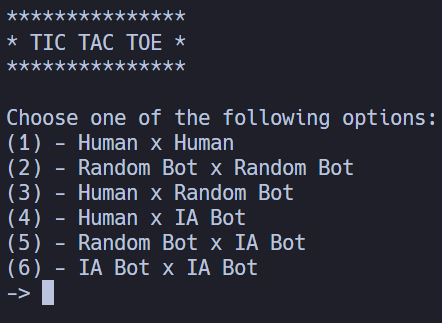 ***************
* TIC TAC TOE *
***************
Choose one of the following options:
(1) - Human x Human
(2) - Random Bot x Random Bot
(3) - Human x Random Bot
(4) - Human x IA Bot
(5) - Random Bot x IA Bot
(6) - IA Bot x IA Bot
->